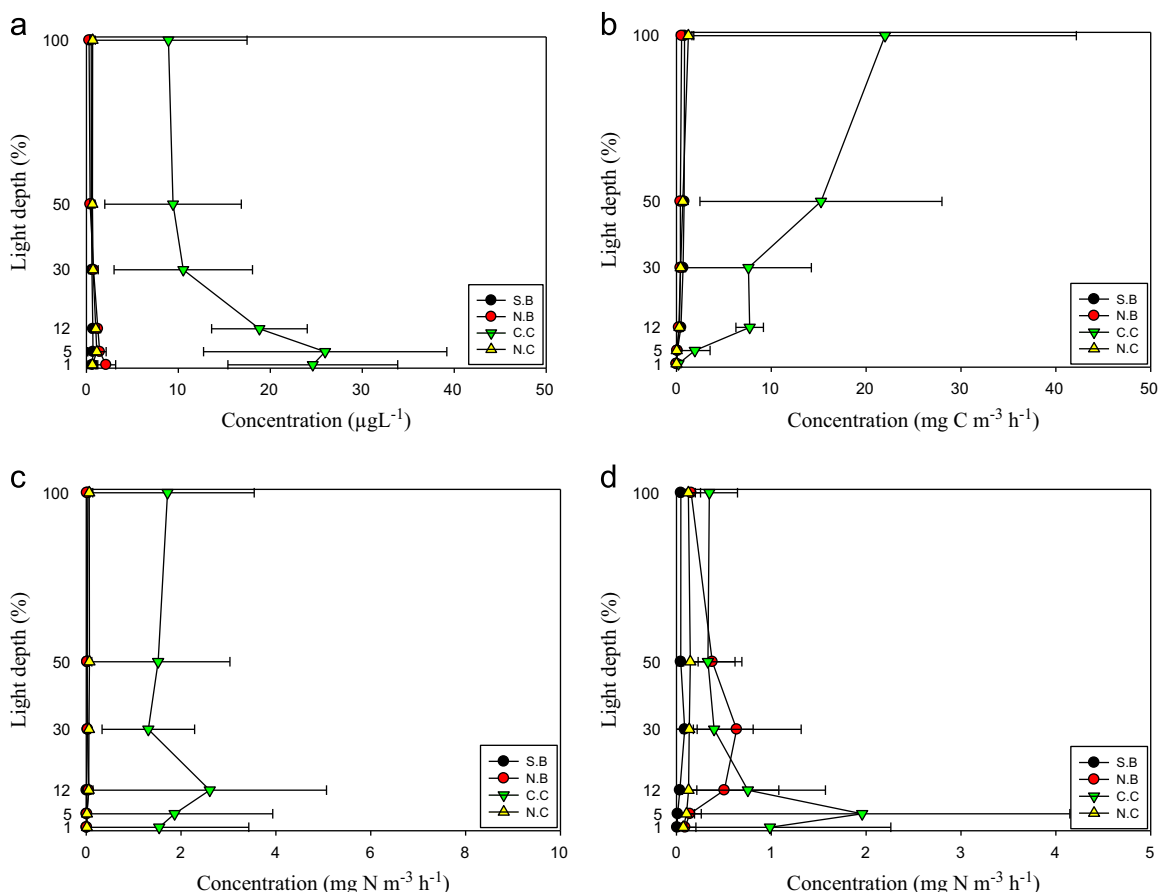 a
100
50
30
12
5
1
Light depth (%)
0 10 20 30 40 50
Concentration (µgL⁻¹)
S.B
N.B
C.C
N.C
b
100
50
30
12
5
1
Light depth (%)
0 10 20 30 40 50
Concentration (mg C m⁻³ h⁻¹)
S.B
N.B
C.C
N.C
c
100
50
30
12
5
1
Light depth (%)
0 2 4 6 8 10
Concentration (mg N m⁻³ h⁻¹)
S.B
N.B
C.C
N.C
d
100
50
30
12
5
1
Light depth (%)
0 1 2 3 4 5
Concentration (mg N m⁻³ h⁻¹)
S.B
N.B
C.C
N.C